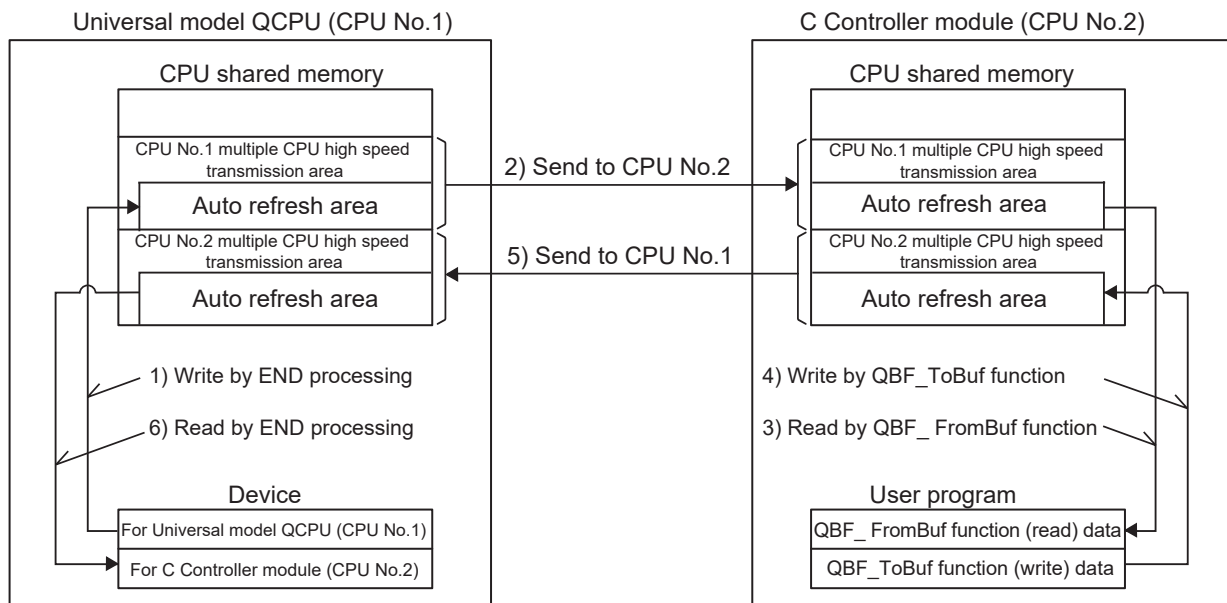 Universal model QCPU (CPU No.1)
C Controller module (CPU No.2)
CPU shared memory
CPU No.1 multiple CPU high speed
transmission area
Auto refresh area
CPU No.2 multiple CPU high speed
transmission area
Auto refresh area
2) Send to CPU No.2
5) Send to CPU No.1
CPU shared memory
CPU No.1 multiple CPU high speed
transmission area
Auto refresh area
CPU No.2 multiple CPU high speed
transmission area
Auto refresh area
1) Write by END processing
6) Read by END processing
4) Write by QBF_ToBuf function
3) Read by QBF_ FromBuf function
Device
For Universal model QCPU (CPU No.1)
For C Controller module (CPU No.2)
User program
QBF_ FromBuf function (read) data
QBF_ToBuf function (write) data